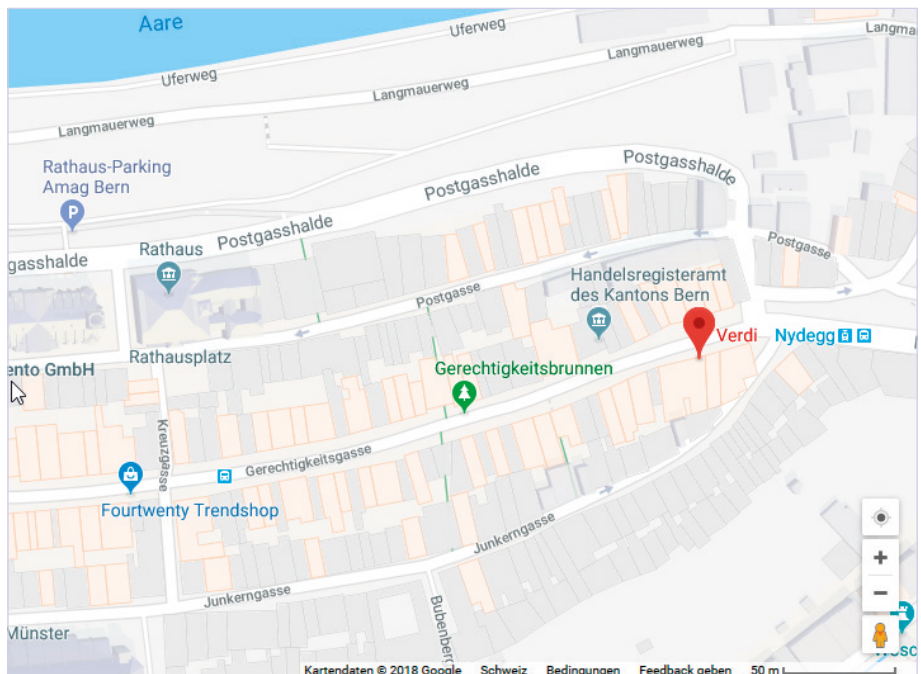 Aare
Uferweg
Langma
Uferweg
Langmauerweg
Langmauerweg
Langmauerweg
Rathaus-Parking
Amag Bern
P
Postgasshalde
Postgasshalde
Postgasshalde
gasshalde
Rathaus
Postgasse
Postgasse
Handelsregisteramt
des Kantons Bern
Verdi
Nydegg
Rathausplatz
ento GmbH
Gerechtigkeitsbrunnen
Kreuzgasse
Gerechtigkeitsgasse
Fourtwenty Trendshop
Junkerngasse
Junkerngasse
Bubenberg
Münster
Kartendaten © 2018 Google Schweiz Bedingungen Feedback geben 50 m